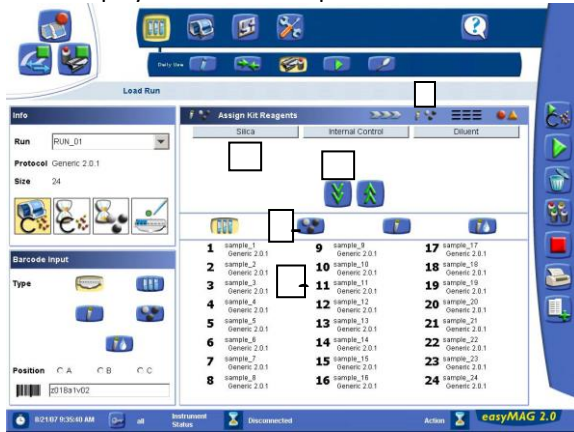 Daily Use
Load Run
Info
Run RUN_01
Protocol Generic 2.0.1
Size 24
Barcode Input
Type
Position A B C
z018a1v02
Assign Kit Reagents
Silica Internal Control Diluent
1 sample_1 Generic 2.0.1
2 sample_2 Generic 2.0.1
3 sample_3 Generic 2.0.1
4 sample_4 Generic 2.0.1
5 sample_5 Generic 2.0.1
6 sample_6 Generic 2.0.1
7 sample_7 Generic 2.0.1
8 sample_8 Generic 2.0.1
9 sample_9 Generic 2.0.1
10 sample_10 Generic 2.0.1
11 sample_11 Generic 2.0.1
12 sample_12 Generic 2.0.1
13 sample_13 Generic 2.0.1
14 sample_14 Generic 2.0.1
15 sample_15 Generic 2.0.1
16 sample_16 Generic 2.0.1
17 sample_17 Generic 2.0.1
18 sample_18 Generic 2.0.1
19 sample_19 Generic 2.0.1
20 sample_20 Generic 2.0.1
21 sample_21 Generic 2.0.1
22 sample_22 Generic 2.0.1
23 sample_23 Generic 2.0.1
24 sample_24 Generic 2.0.1
8/21/07 9:35:40 AM all Instrument Status Disconnected Action easyMAG 2.0